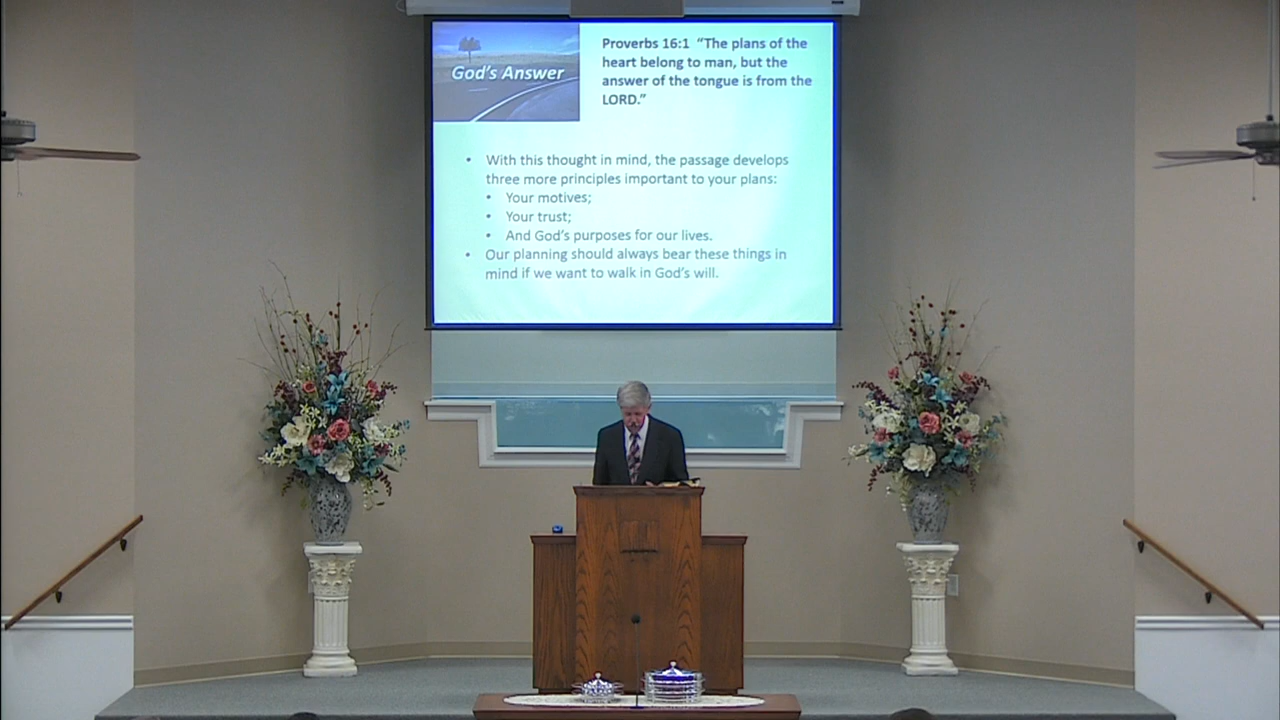 God's Answer
Proverbs 16:1 "The plans of the
heart belong to man, but the
answer of the tongue is from the
LORD."
• With this thought in mind, the passage develops
three more principles important to your plans:
• Your motives;
• Your trust;
• And God's purposes for our lives.
• Our planning should always bear these things in
mind if we want to walk in God's will.